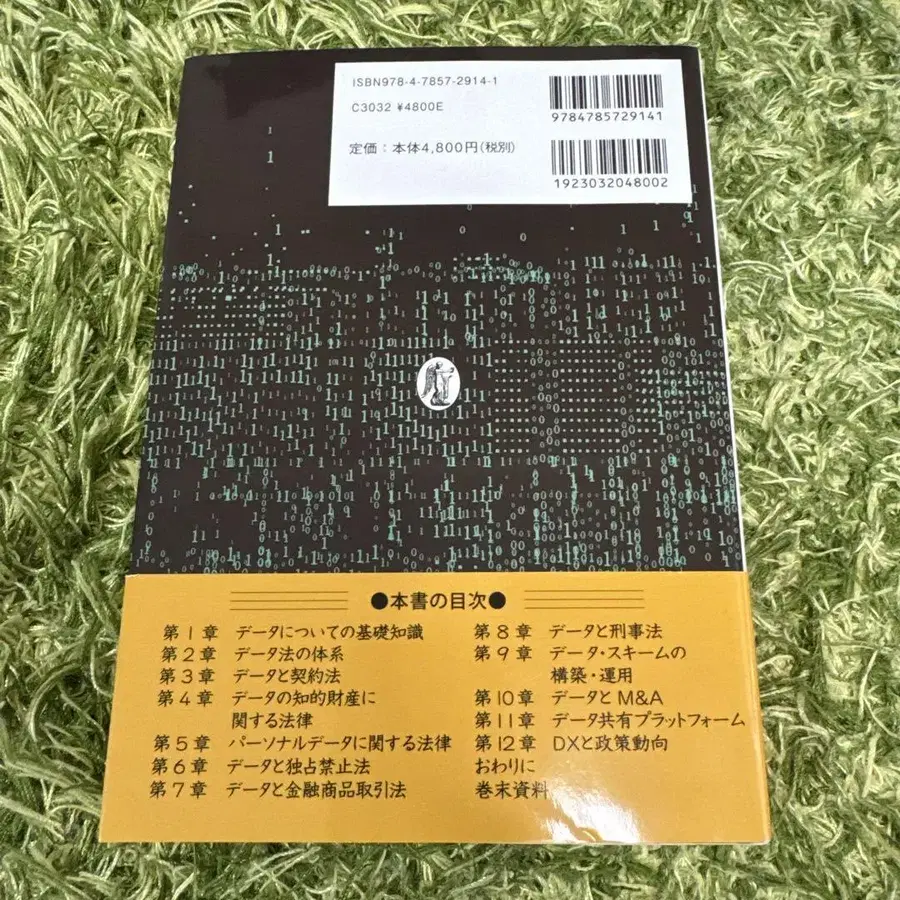 ISBN978-4-7857-2914-1
C3032 ¥4800E
定価：本体4,800円(税別)
9784785729141
1923032048002
●本書の目次●
第1章 データについての基礎知識
第2章 データ法の体系
第3章 データと契約法
第4章 データの知的財産に
関する法律
第5章 パーソナルデータに関する法律
第6章 データと独占禁止法
第7章 データと金融商品取引法
第8章 データと刑事法
第9章 データ・スキームの
構築・運用
第10章 データとM&A
第11章 データ共有プラットフォーム
第12章 DXと政策動向
おわりに
巻末資料